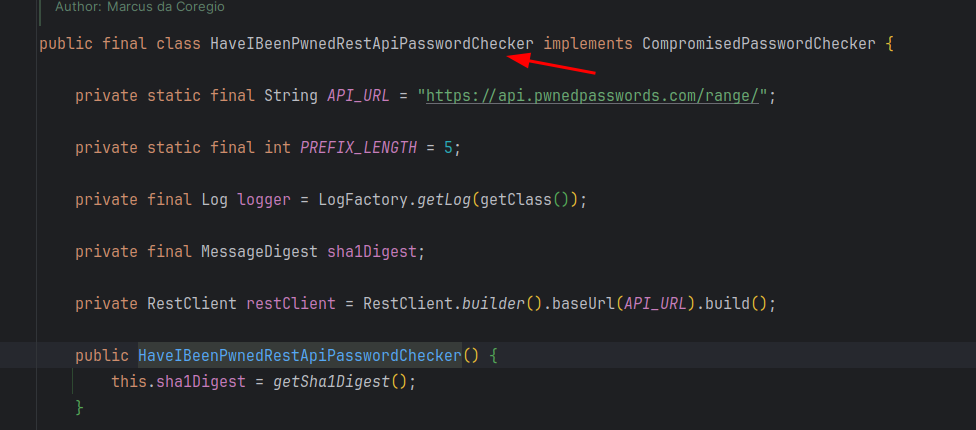 Author: Marcus da Coregio
public final class HaveIBeenPwnedRestApiPasswordChecker implements CompromisedPasswordChecker {
private static final String API_URL = "https://api.pwnedpasswords.com/range/";
private static final int PREFIX_LENGTH = 5;
private final Log logger = LogFactory.getLog(getClass());
private final MessageDigest sha1Digest;
private RestClient restClient = RestClient.builder().baseUrl(API_URL).build();
public HaveIBeenPwnedRestApiPasswordChecker() {
this.sha1Digest = getSha1Digest();
}